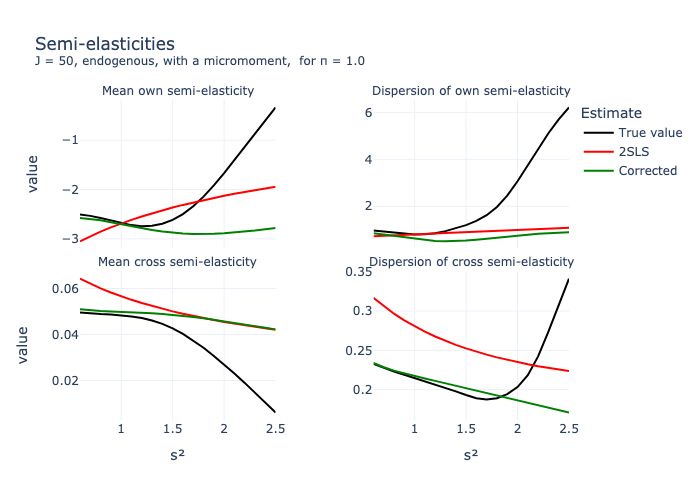 Semi-elasticities
J = 50, endogenous, with a micromoment,  for π = 1.0
Mean own semi-elasticity
Dispersion of own semi-elasticity
Estimate
True value
2SLS
Corrected
value
−1
−2
−3
6
4
2
Mean cross semi-elasticity
Dispersion of cross semi-elasticity
value
0.06
0.04
0.02
0.35
0.3
0.25
0.2
1
1.5
2
2.5
1
1.5
2
2.5
s²
s²